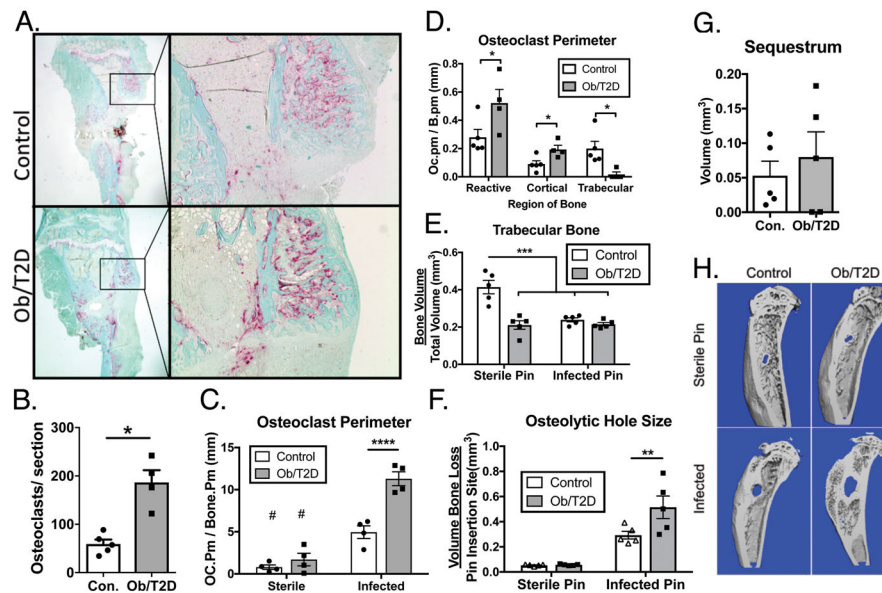 A.
Control
Ob/T2D
B.
Osteoclasts/ section
300
200
100
0
*
Con. Ob/T2D
C.
Osteoclast Perimeter
OC.Pm / Bone.Pm (mm)
15
10
5
0
Control
Ob/T2D
****
# #
Sterile Infected
D.
Osteoclast Perimeter
Oc.pm / B.pm (mm)
0.8
0.6
0.4
0.2
0.0
Control
Ob/T2D
* * *
Reactive Cortical Trabecular
Region of Bone
E.
Trabecular Bone
Bone Volume
Total Volume (mm³)
0.6
0.4
0.2
0.0
***
Control
Ob/T2D
Sterile Pin Infected Pin
F.
Osteolytic Hole Size
Volume Bone Loss
Pin Insertion Site(mm³)
1.0
0.8
0.6
0.4
0.2
0.0
Control
Ob/T2D
**
Sterile Pin Infected Pin
G.
Sequestrum
Volume (mm³)
0.20
0.15
0.10
0.05
0.00
Con. Ob/T2D
H.
Control Ob/T2D
Sterile Pin
Infected